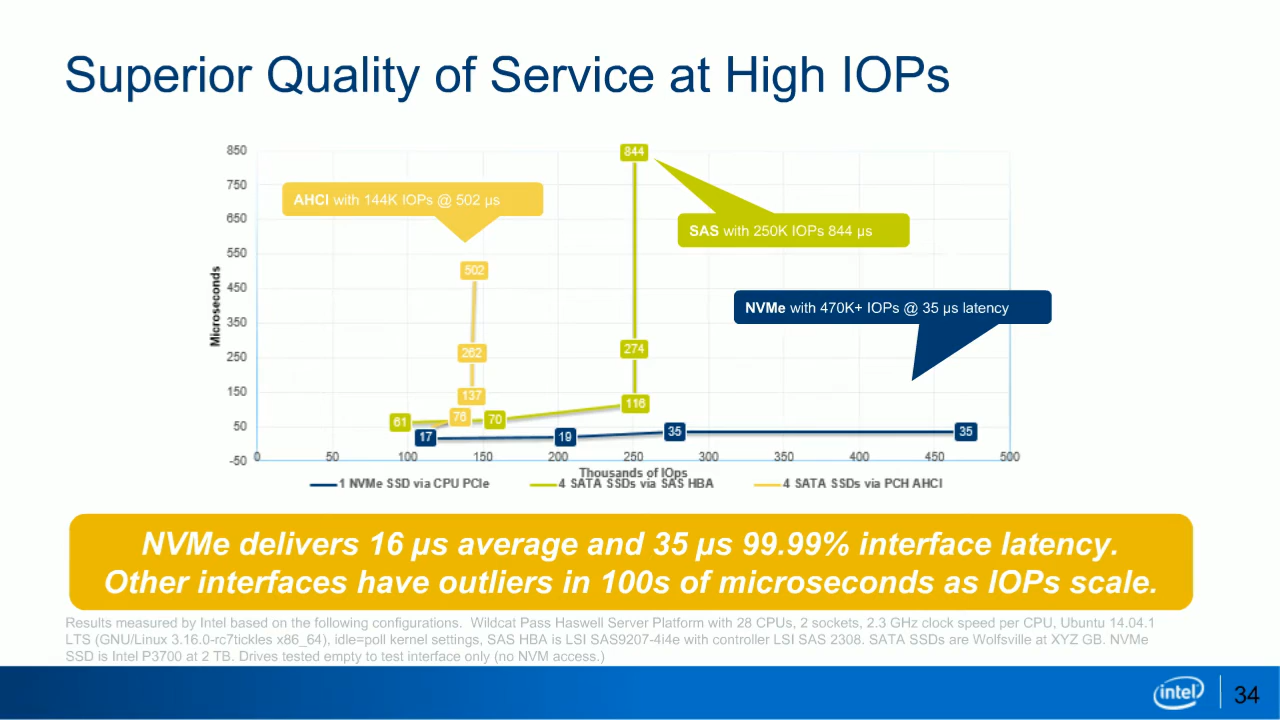 Superior Quality of Service at High IOPs
850
750
650
550
450
350
250
150
50
-50
Microseconds
AHCI with 144K IOPs @ 502 µs
SAS with 250K IOPs 844 µs
NVMe with 470K+ IOPs @ 35 µs latency
844
502
262
274
137
116
61
76
70
17
19
35
35
0 50 100 150 200 250 300 350 400 450 500
Thousands of IOps
1 NVMe SSD via CPU PCIe 4 SATA SSDs via SAS HBA 4 SATA SSDs via PCH AHCI
NVMe delivers 16 µs average and 35 µs 99.99% interface latency.
Other interfaces have outliers in 100s of microseconds as IOPs scale.
Results measured by Intel based on the following configurations. Wildcat Pass Haswell Server Platform with 28 CPUs, 2 sockets, 2.3 GHz clock speed per CPU, Ubuntu 14.04.1
LTS (GNU/Linux 3.16.0-rc7tickles x86_64), idle=poll kernel settings, SAS HBA is LSI SAS9207-4i4e with controller LSI SAS 2308. SATA SSDs are Wolfsville at XYZ GB. NVMe
SSD is Intel P3700 at 2 TB. Drives tested empty to test interface only (no NVM access.)
intel
34